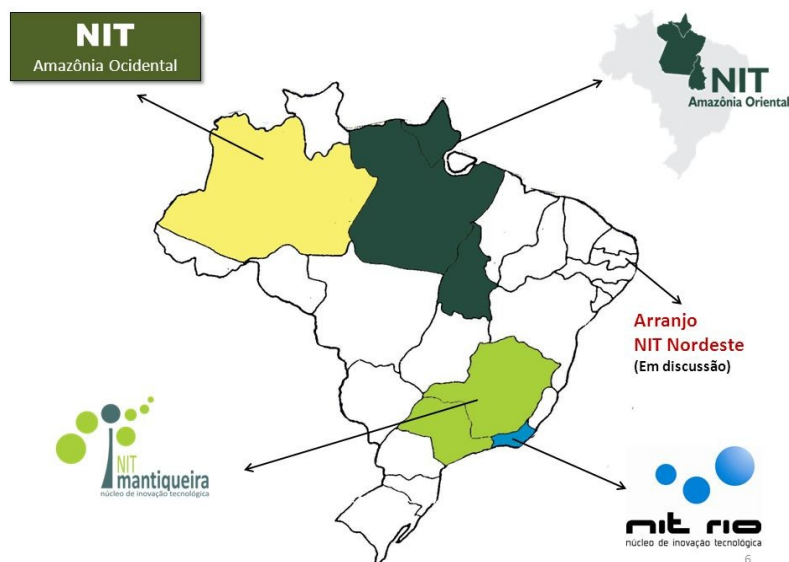 NIT
Amazônia Ocidental
NIT
Amazônia Oriental
Arranjo
NIT Nordeste
(Em discussão)
NIT
mantiqueira
núcleo de inovação tecnológica
nit rio
núcleo de inovação tecnológica
6